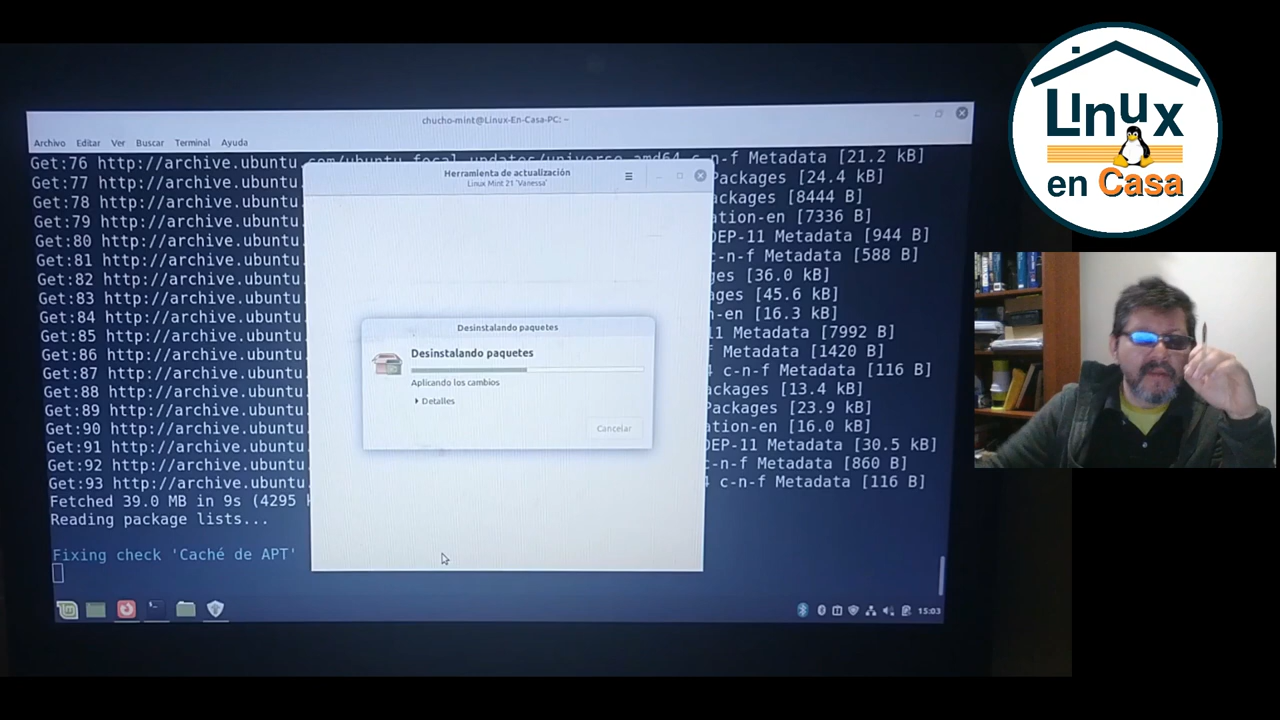 chucho-mint@Linux-En-Casa-PC: ~
Archivo Editar Ver Buscar Terminal Ayuda
Get:76 http://archive.ubuntu.com/ubuntu focal-updates/universe amd64 c-n-f Metadata [21.2 kB]
Get:77 http://archive.ubuntu. Packages [24.4 kB]
Get:78 http://archive.ubuntu. ckages [8444 B]
Get:79 http://archive.ubuntu. ation-en [7336 B]
Get:80 http://archive.ubuntu. DEP-11 Metadata [944 B]
Get:81 http://archive.ubuntu. c-n-f Metadata [588 B]
Get:82 http://archive.ubuntu. ges [36.0 kB]
Get:83 http://archive.ubuntu. ages [45.6 kB]
Get:84 http://archive.ubuntu. n-en [16.3 kB]
Get:85 http://archive.ubuntu. 11 Metadata [7992 B]
Get:86 http://archive.ubuntu. f Metadata [1420 B]
Get:87 http://archive.ubuntu. 4 c-n-f Metadata [116 B]
Get:88 http://archive.ubuntu. ackages [13.4 kB]
Get:89 http://archive.ubuntu. Packages [23.9 kB]
Get:90 http://archive.ubuntu. ation-en [16.0 kB]
Get:91 http://archive.ubuntu. DEP-11 Metadata [30.5 kB]
Get:92 http://archive.ubuntu. c-n-f Metadata [860 B]
Get:93 http://archive.ubuntu. 4 c-n-f Metadata [116 B]
Fetched 39.0 MB in 9s (4295
Reading package lists...
Fixing check 'Caché de APT'
Herramienta de actualización
Linux Mint 21 'Vanessa'
Desinstalando paquetes
Desinstalando paquetes
Aplicando los cambios
Detalles
Cancelar
15:03
Linux
en Casa